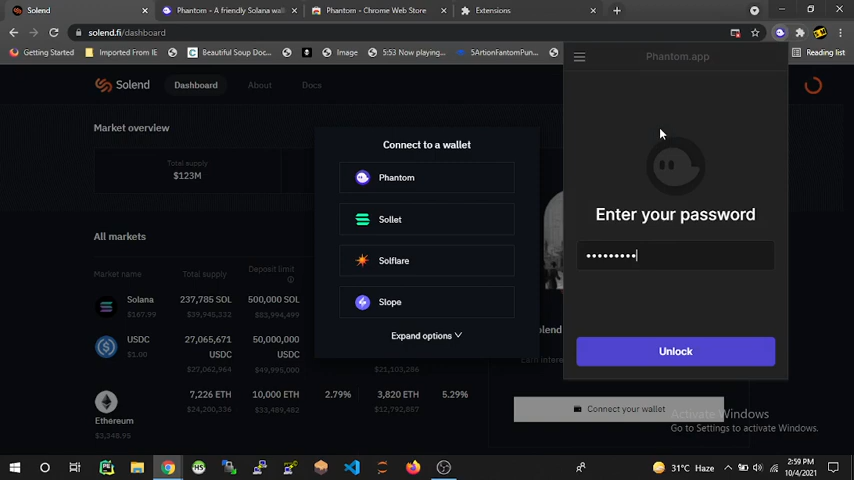 Solend
Phantom - A friendly Solana wall
Phantom - Chrome Web Store
Extensions
solend.fi/dashboard
Getting Started
Imported From IE
Beautiful Soup Doc...
Image
5:53 Now playing...
5ArtionFantomPun...
Reading list
Solend
Dashboard
About
Docs
Phantom.app
Market overview
Total supply
$123M
Connect to a wallet
Phantom
Sollet
Solflare
Slope
Expand options
Enter your password
•••••••••
Unlock
All markets
Market name
Total supply
Deposit limit
Solana
237,785 SOL
500,000 SOL
$167.99
$39,945,332
$83,994,499
USDC
27,065,671 USDC
50,000,000 USDC
$1.00
$27,062,964
$49,995,000
$21,103,286
Ethereum
7,226 ETH
10,000 ETH
2.79%
3,820 ETH
5.29%
$3,348.95
$24,200,336
$33,489,482
$12,792,857
Connect your wallet
Activate Windows
Go to Settings to activate Windows.
31°C Haze
2:59 PM
10/4/2021